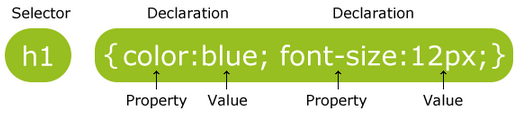 Selector Declaration Declaration
h1 {color:blue; font-size:12px;}
Property Value Property Value